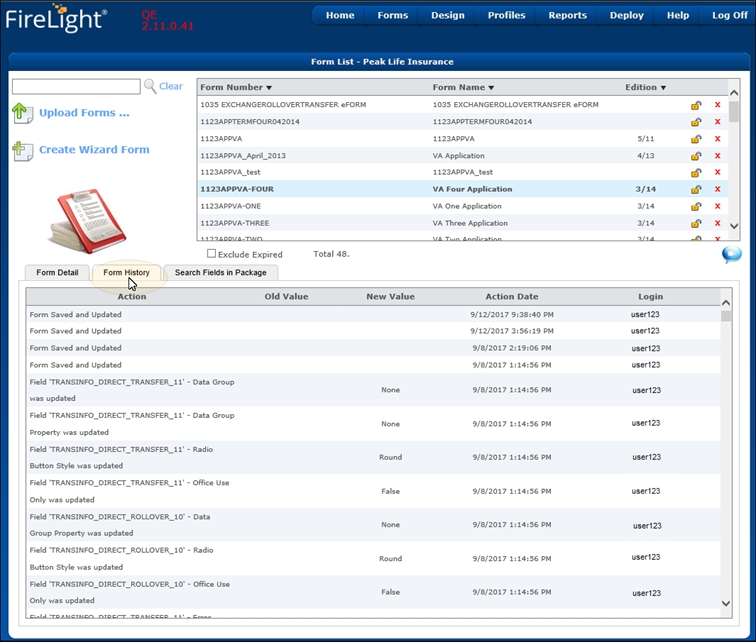 FireLight®
QE
2.11.0.41
Home Forms Design Profiles Reports Deploy Help Log Off
Form List - Peak Life Insurance
Clear
Upload Forms ...
Create Wizard Form
Form Number Form Name Edition
1035 EXCHANGEROLLOVERTRANSFER eFORM 1035 EXCHANGEROLLOVERTRANSFER eFORM X
1123APPTERMFOUR042014 1123APPTERMFOUR042014 X
1123APPVA 1123APPVA 5/11 X
1123APPVA_April_2013 VA Application 4/13 X
1123APPVA_test 1123APPVA_test X
1123APPVA-FOUR VA Four Application 3/14 X
1123APPVA-ONE VA One Application 3/14 X
1123APPVA-THREE VA Three Application 3/14 X
1123APPVA-TWO VA Two Application 3/14 X
Exclude Expired Total 48.
Form Detail Form History Search Fields in Package
Action Old Value New Value Action Date Login
Form Saved and Updated 9/12/2017 9:38:40 PM user123
Form Saved and Updated 9/12/2017 3:56:19 PM user123
Form Saved and Updated 9/8/2017 2:19:06 PM user123
Form Saved and Updated 9/8/2017 1:14:56 PM user123
Field 'TRANSINFO_DIRECT_TRANSFER_11' - Data Group
was updated None 9/8/2017 1:14:56 PM user123
Field 'TRANSINFO_DIRECT_TRANSFER_11' - Data Group
Property was updated None 9/8/2017 1:14:56 PM user123
Field 'TRANSINFO_DIRECT_TRANSFER_11' - Radio
Button Style was updated Round 9/8/2017 1:14:56 PM user123
Field 'TRANSINFO_DIRECT_TRANSFER_11' - Office Use
Only was updated False 9/8/2017 1:14:56 PM user123
Field 'TRANSINFO_DIRECT_ROLLOVER_10' - Data
Group Property was updated None 9/8/2017 1:14:56 PM user123
Field 'TRANSINFO_DIRECT_ROLLOVER_10' - Radio
Button Style was updated Round 9/8/2017 1:14:56 PM user123
Field 'TRANSINFO_DIRECT_ROLLOVER_10' - Office Use
Only was updated False 9/8/2017 1:14:56 PM user123
Field 'TRANSINFO_DIRECT_TRANSFER_11' - Error